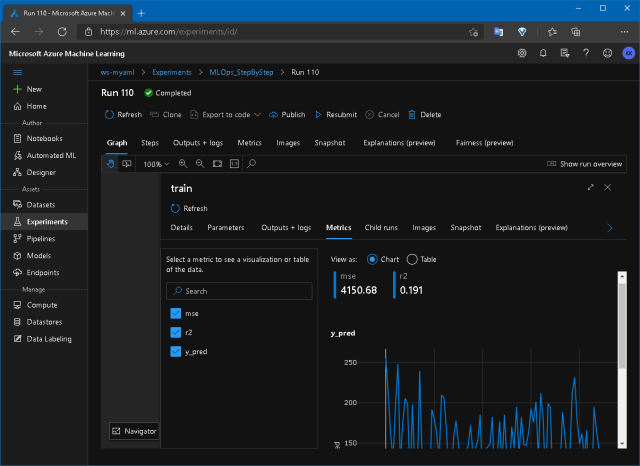 Run 110 - Microsoft Azure Machi
https://ml.azure.com/experiments/id/
Microsoft Azure Machine Learning
New
Home
Author
Notebooks
Automated ML
Designer
Assets
Datasets
Experiments
Pipelines
Models
Endpoints
Manage
Compute
Datastores
Data Labeling
ws-myaml > Experiments > MLOps_StepByStep > Run 110
Run 110 Completed
Refresh Clone Export to code Publish Resubmit Cancel Delete
Graph Steps Outputs + logs Metrics Images Snapshot Explanations (preview) Fairness (preview)
100% Show run overview
train
Refresh
Details Parameters Outputs + logs Metrics Child runs Images Snapshot Explanations (preview)
Select a metric to see a visualization or table
of the data.
Search
mse
r2
y_pred
View as: Chart Table
mse r2
4150.68 0.191
y_pred
250
200
150
Navigator